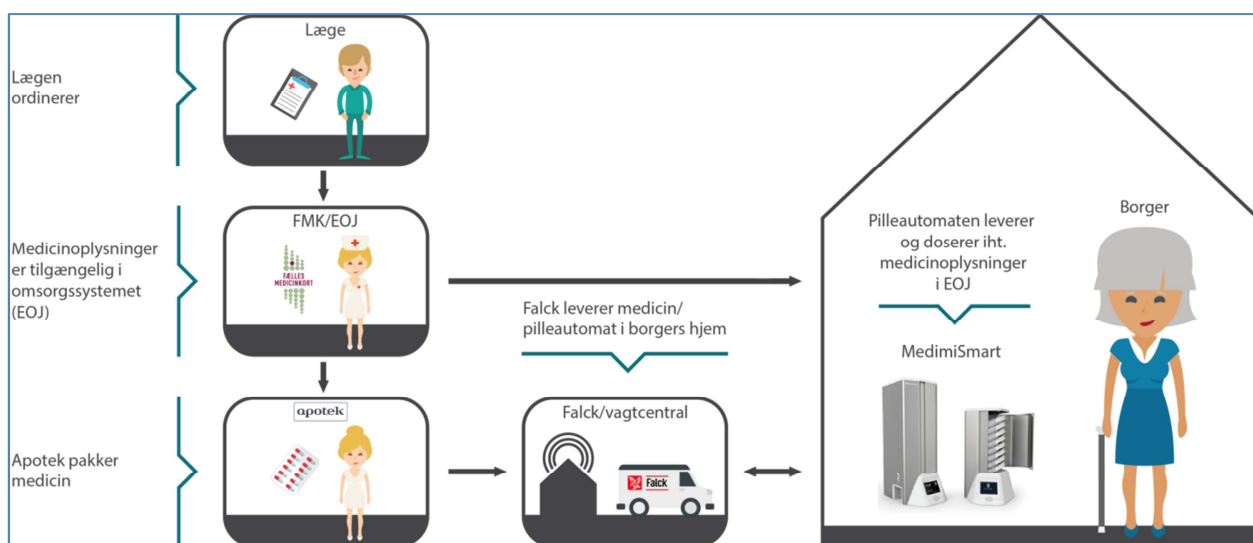 Læge
Lægen
ordinerer
FMK/EOJ
FÆLLES
MEDICINKORT
Medicinoplysninger
er tilgængelig i
omsorgssystemet
(EOJ)
Falck leverer medicin/
pilleautomat i borgers hjem
apotek
Apotek pakker
medicin
Falck/vagtcentral
Falck
Borger
Pilleautomaten leverer
og doserer iht.
medicinoplysninger
i EOJ
MedimiSmart